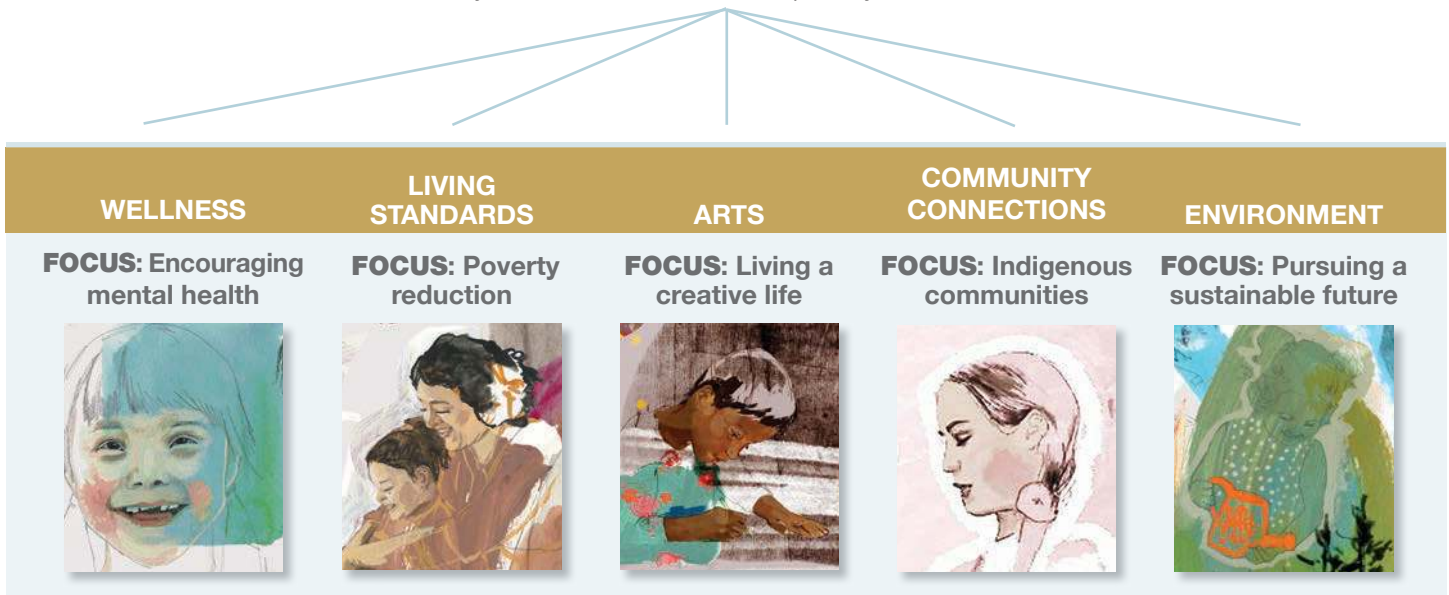 WELLNESS
LIVING
STANDARDS
ARTS
COMMUNITY
CONNECTIONS
ENVIRONMENT
FOCUS: Encouraging
mental health
FOCUS: Poverty
reduction
FOCUS: Living a
creative life
FOCUS: Indigenous
communities
FOCUS: Pursuing a
sustainable future